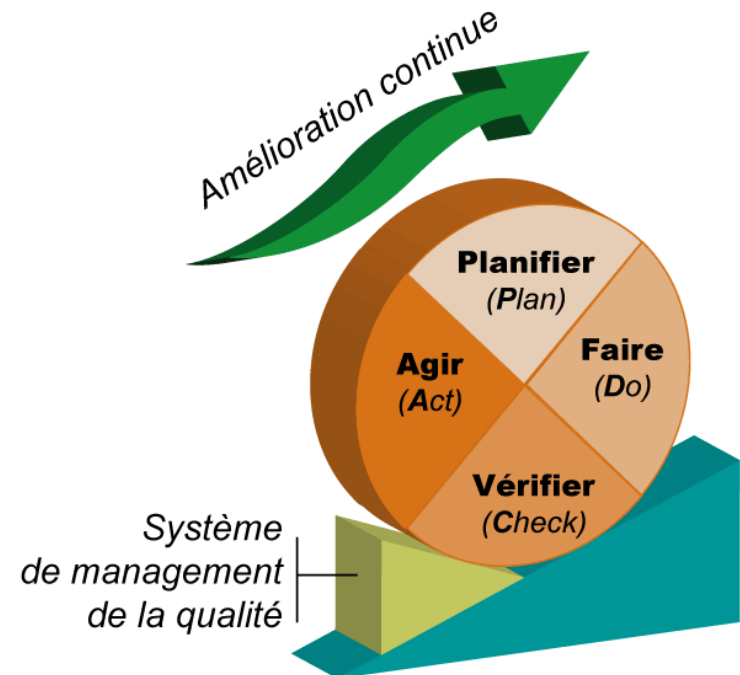 Amélioration continue
Planifier
(Plan)
Faire
(Do)
Agir
(Act)
Vérifier
(Check)
Système
de management
de la qualité